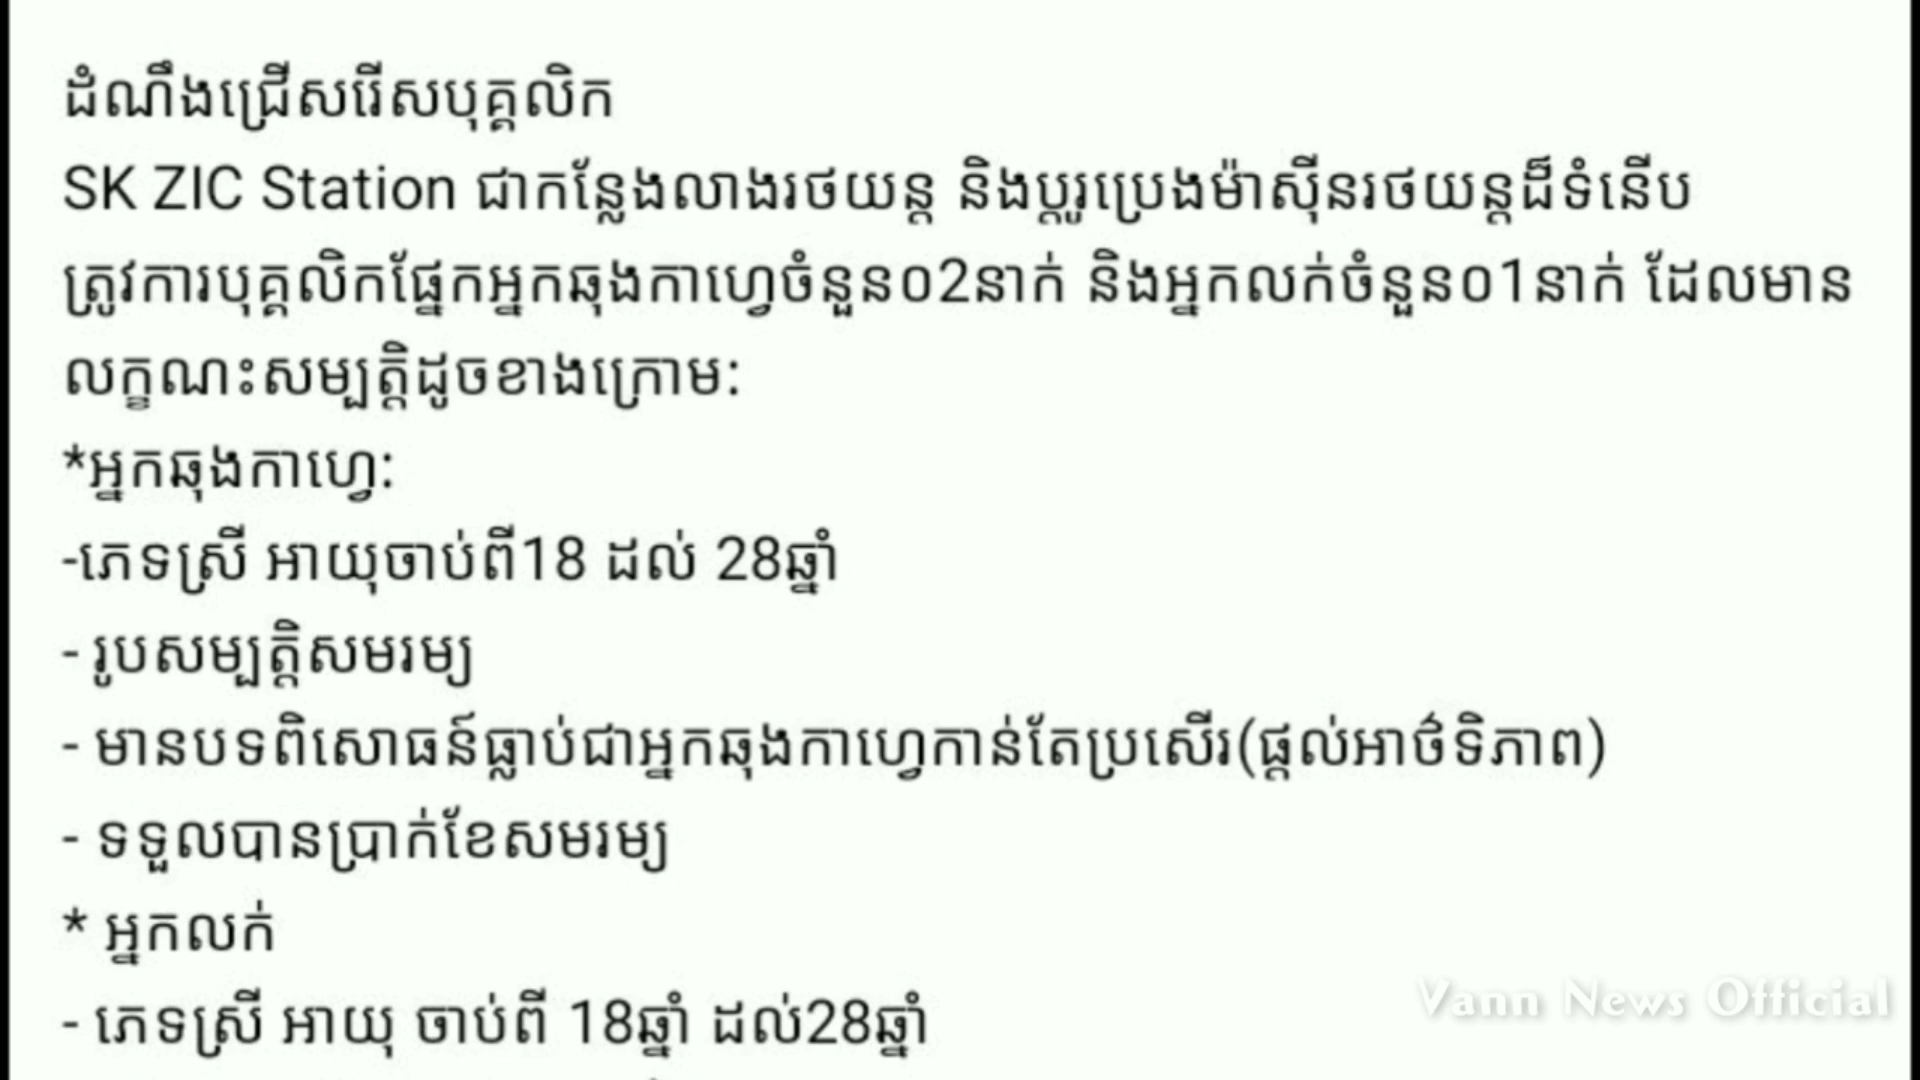 ដំណឹងជ្រើសរើសបុគ្គលិក
SK ZIC Station ជាកន្លែងលាងរថយន្ត និងប្តូរប្រេងម៉ាស៊ីនរថយន្តដ៏ទំនើប
ត្រូវការបុគ្គលិកផ្នែកអ្នកឆុងកាហ្វេចំនួន០2នាក់ និងអ្នកលក់ចំនួន០1នាក់ ដែលមាន
លក្ខណះសម្បត្តិដូចខាងក្រោម:
*អ្នកឆុងកាហ្វេ:
-ភេទស្រី អាយុចាប់ពី18 ដល់ 28ឆ្នាំ
- រូបសម្បត្តិសមរម្យ
- មានបទពិសោធន៍ធ្លាប់ជាអ្នកឆុងកាហ្វេកាន់តែប្រសើរ(ផ្តល់អាថ៌ទិភាព)
- ទទួលបានប្រាក់ខែសមរម្យ
* អ្នកលក់
- ភេទស្រី អាយុ ចាប់ពី 18ឆ្នាំ ដល់28ឆ្នាំ
Vann News Official